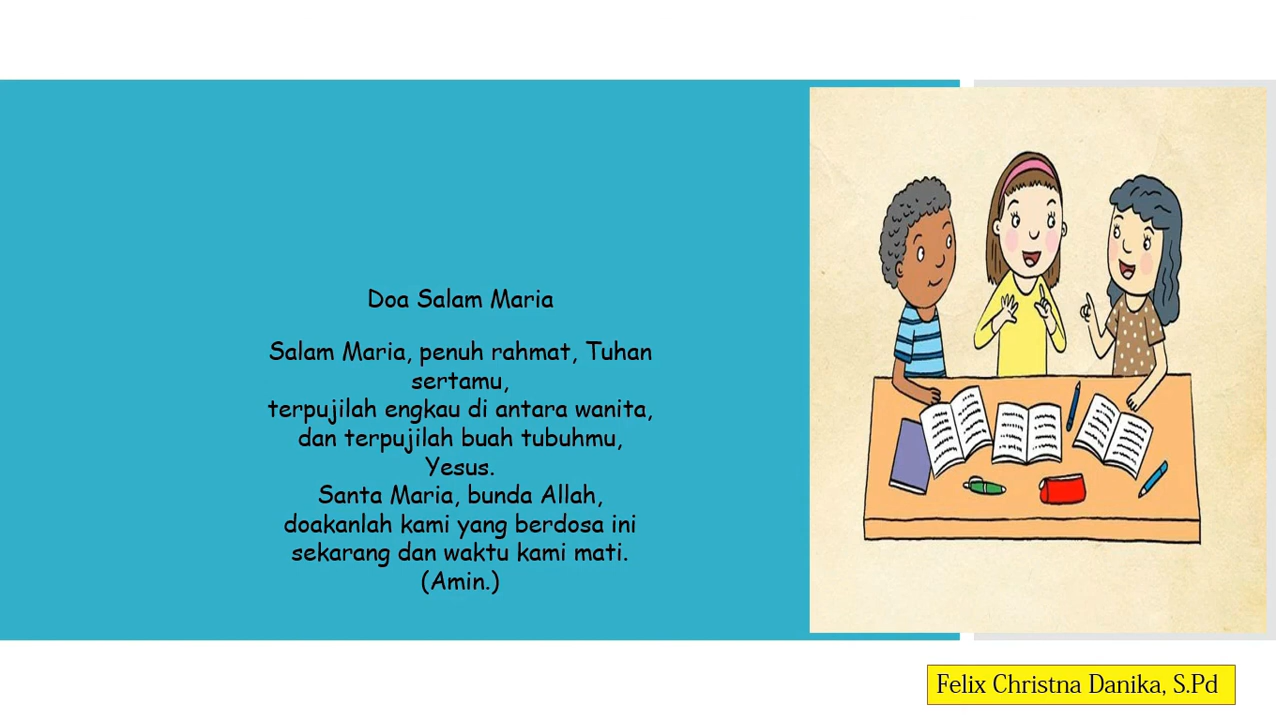 Doa Salam Maria
Salam Maria, penuh rahmat, Tuhan
sertamu,
terpujilah engkau di antara wanita,
dan terpujilah buah tubuhmu,
Yesus.
Santa Maria, bunda Allah,
doakanlah kami yang berdosa ini
sekarang dan waktu kami mati.
(Amin.)
Felix Christna Danika, S.Pd